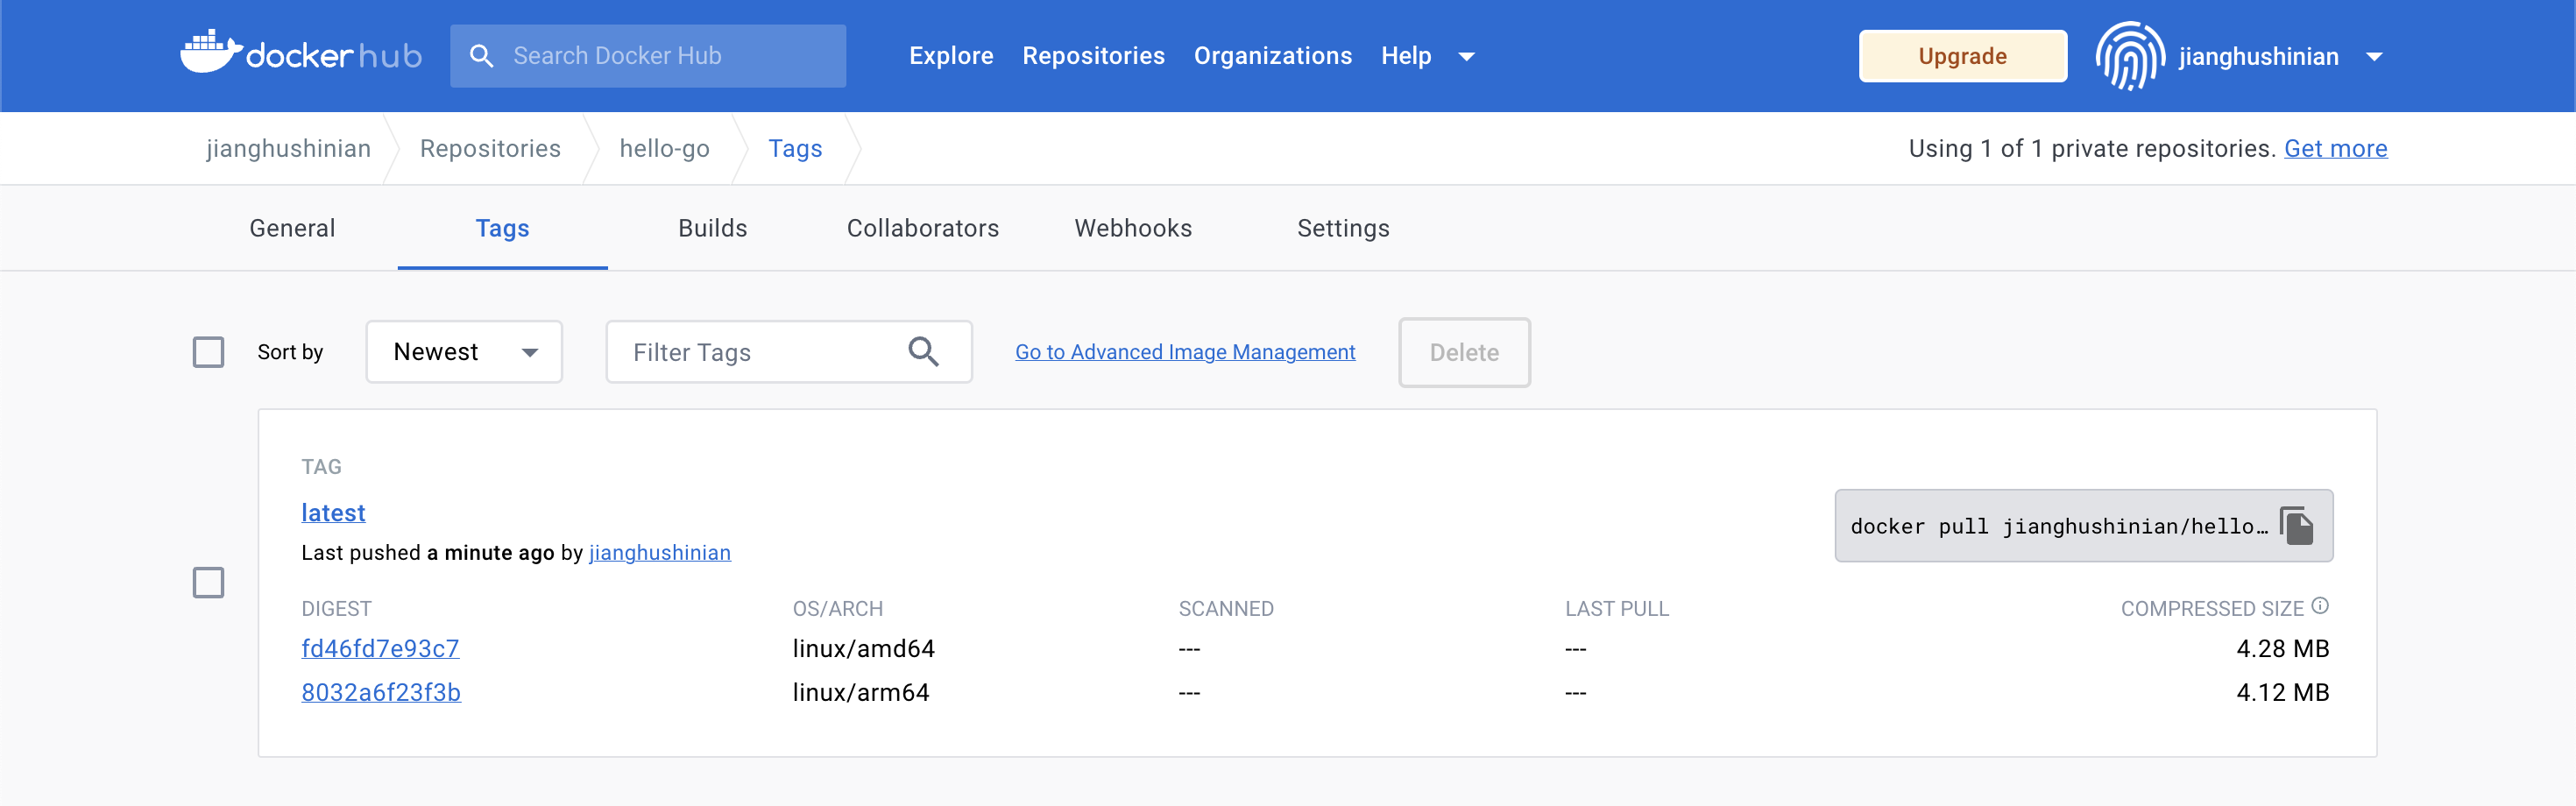 docker hub
Search Docker Hub
Explore Repositories Organizations Help
Upgrade
jianghushinian
jianghushinian Repositories hello-go Tags
Using 1 of 1 private repositories. Get more
General Tags Builds Collaborators Webhooks Settings
Sort by Newest Filter Tags Go to Advanced Image Management Delete
TAG
latest
docker pull jianghushinian/hello…
Last pushed a minute ago by jianghushinian
DIGEST OS/ARCH SCANNED LAST PULL COMPRESSED SIZE
fd46fd7e93c7 linux/amd64 --- --- 4.28 MB
8032a6f23f3b linux/arm64 --- --- 4.12 MB